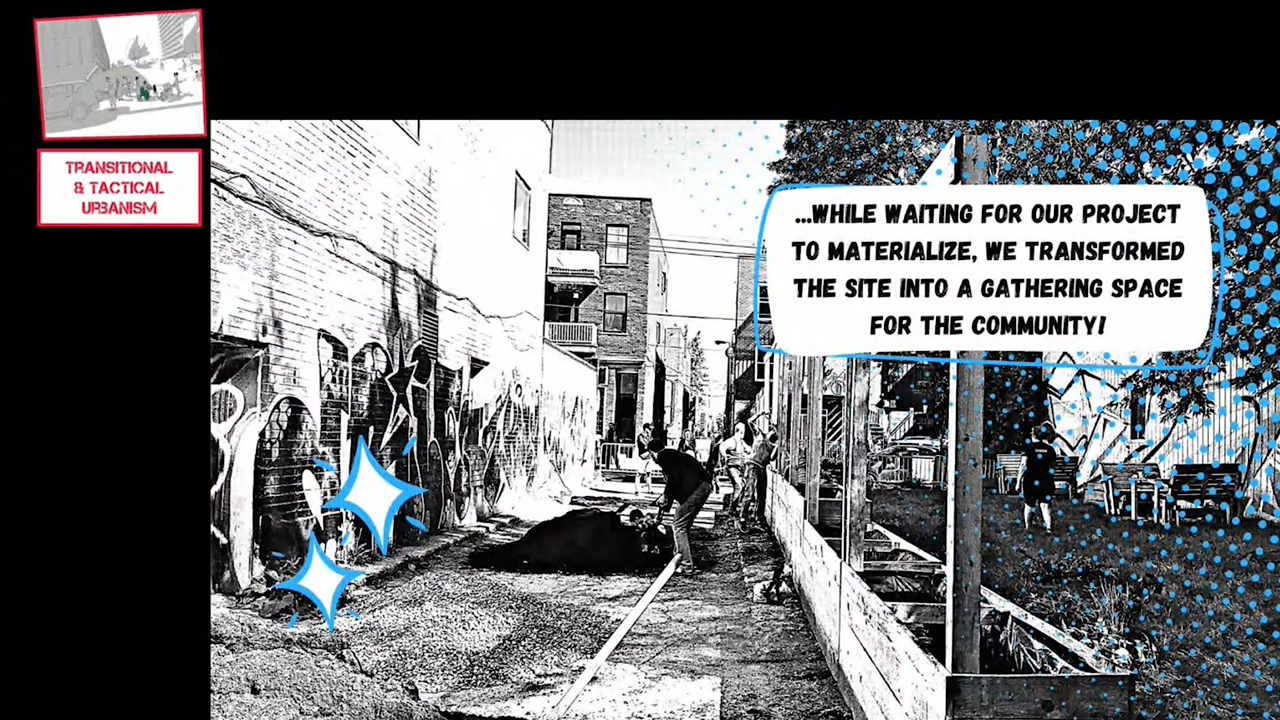 TRANSITIONAL
& TACTICAL
URBANISM
...WHILE WAITING FOR OUR PROJECT
TO MATERIALIZE, WE TRANSFORMED
THE SITE INTO A GATHERING SPACE
FOR THE COMMUNITY!